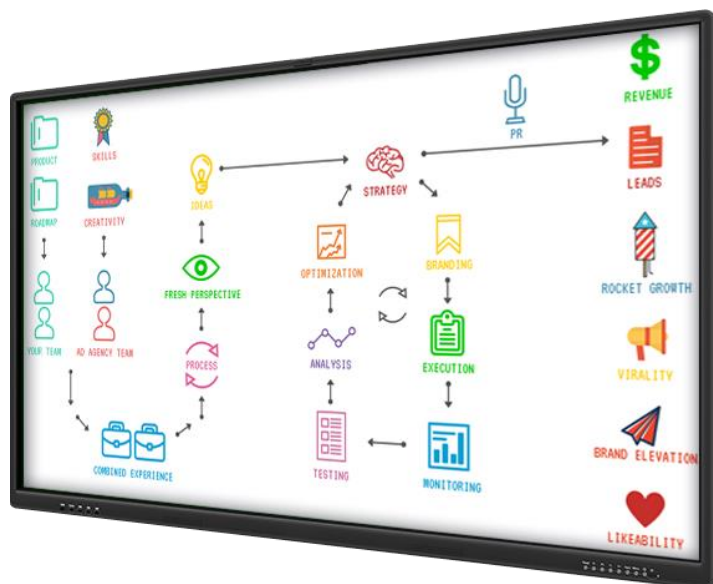 PRODUCT
SKILLS
ROADMAP
CREATIVITY
YOUR TEAM
AD AGENCY TEAM
COMBINED EXPERIENCE
PROCESS
FRESH PERSPECTIVE
IDEAS
STRATEGY
BRANDING
EXECUTION
MONITORING
TESTING
ANALYSIS
OPTIMIZATION
PR
REVENUE
LEADS
ROCKET GROWTH
VIRALITY
BRAND ELEVATION
LIKEABILITY